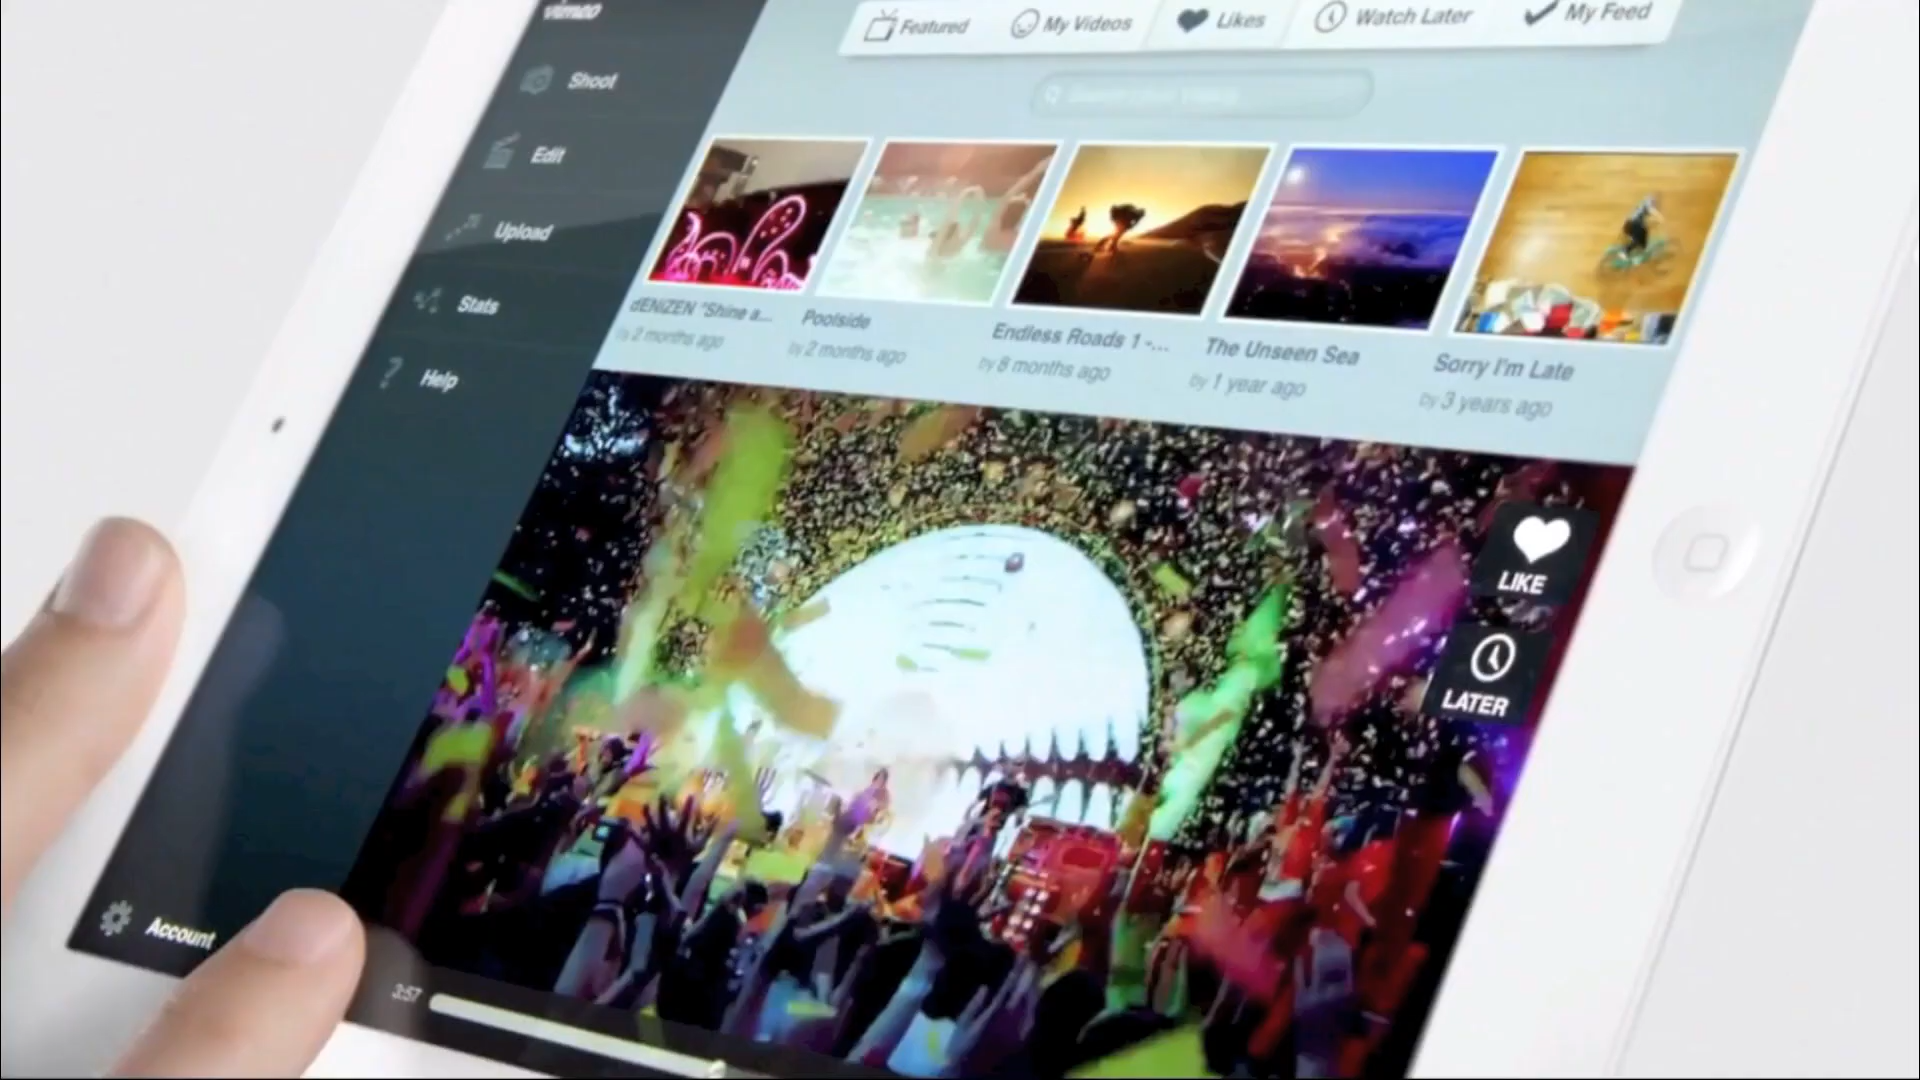 vimeo
Shoot
Edit
Upload
Stats
Help
Account
Featured
My Videos
Likes
Watch Later
My Feed
dENiZEN "Shine a...
by 2 months ago
Poolside
by 2 months ago
Endless Roads 1 -...
by 8 months ago
The Unseen Sea
by 1 year ago
Sorry I'm Late
by 3 years ago
LIKE
LATER
3:57